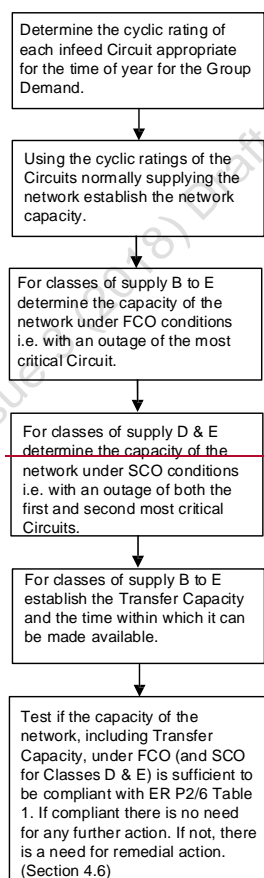 Determine the cyclic rating of
each infeed Circuit appropriate
for the time of year for the Group
Demand.
Using the cyclic ratings of the
Circuits normally supplying the
network establish the network
capacity.
For classes of supply B to E
determine the capacity of the
network under FCO conditions
i.e. with an outage of the most
critical Circuit.
For classes of supply D & E
determine the capacity of the
network under SCO conditions
i.e. with an outage of both the
first and second most critical
Circuits.
For classes of supply B to E
establish the Transfer Capacity
and the time within which it can
be made available.
Test if the capacity of the
network, including Transfer
Capacity, under FCO (and SCO
for Classes D & E) is sufficient to
be compliant with ER P2/6 Table
1. If compliant there is no need
for any further action. If not, there
is a need for remedial action.
(Section 4.6)
(2018) Draft